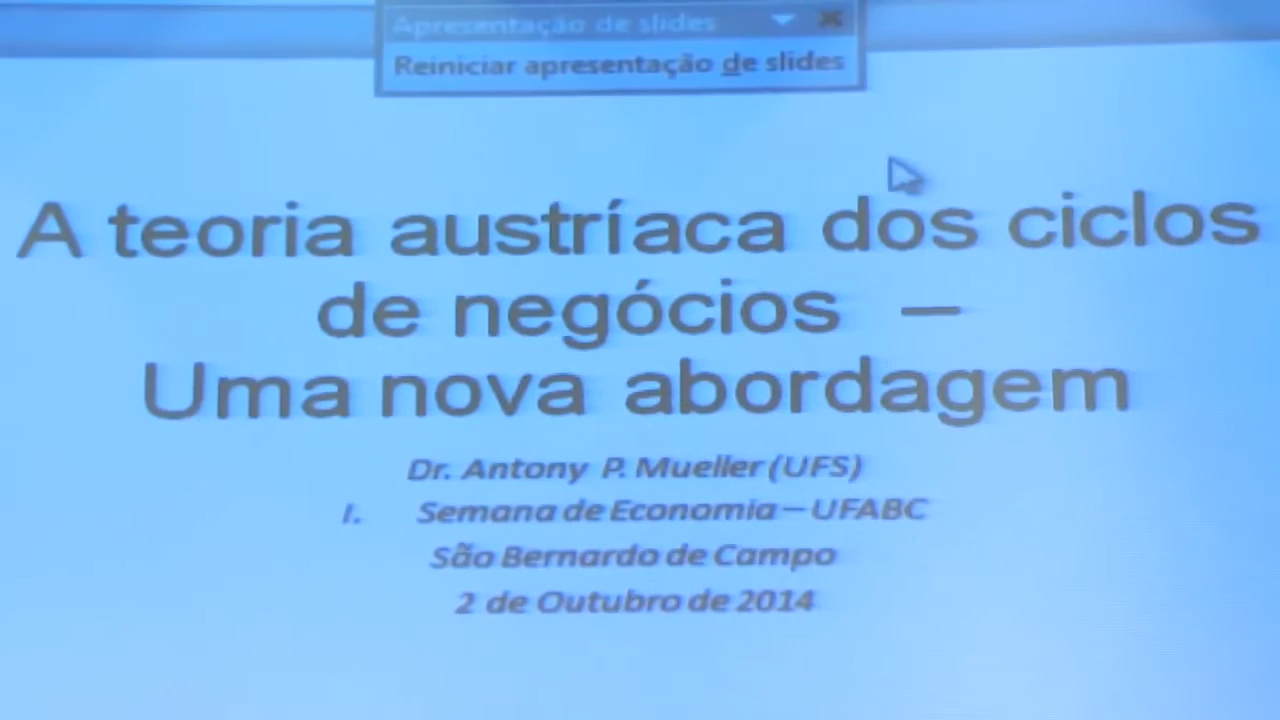 Apresentação de slides
Reiniciar apresentação de slides
A teoria austríaca dos ciclos
de negócios –
Uma nova abordagem
Dr. Antony P. Mueller (UFS)
I. Semana de Economia – UFABC
São Bernardo de Campo
2 de Outubro de 2014